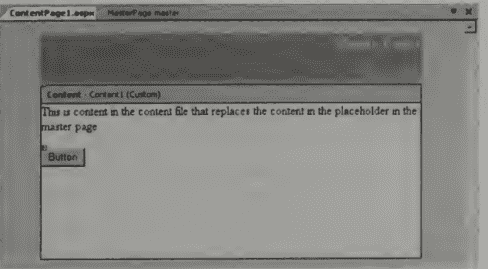 ContentPage1.aspx MasterPage.master
Content - Content1 (Custom)
This is content in the content file that replaces the content in the placeholder in the
master page
Button